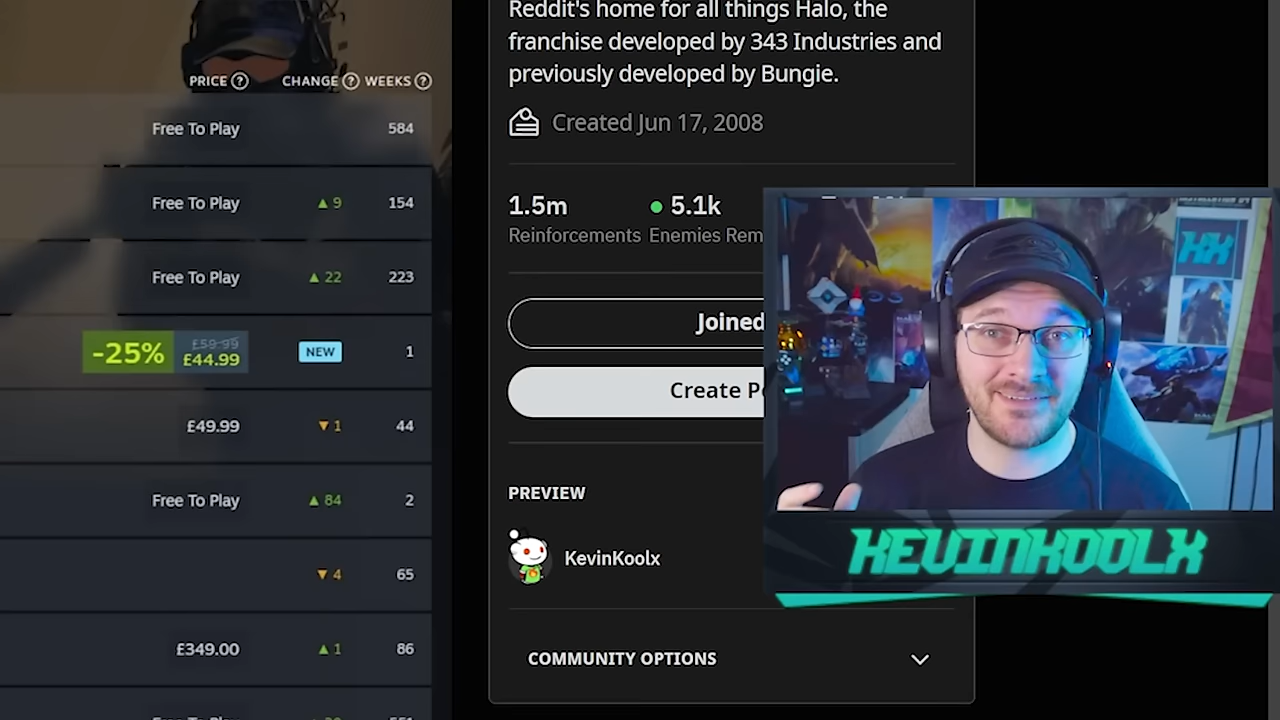 PRICE ? CHANGE ? WEEKS ?
Free To Play 584
Free To Play ▲ 9 154
Free To Play ▲ 22 223
-25% £59.99 £44.99 NEW 1
£49.99 ▼ 1 44
Free To Play ▲ 84 2
▼ 4 65
£349.00 ▲ 1 86
Reddit's home for all things Halo, the
franchise developed by 343 Industries and
previously developed by Bungie.
Created Jun 17, 2008
1.5m 5.1k
Reinforcements Enemies Rem
Joined
Create Po
PREVIEW
KevinKoolx
COMMUNITY OPTIONS
KEVINKOOLX